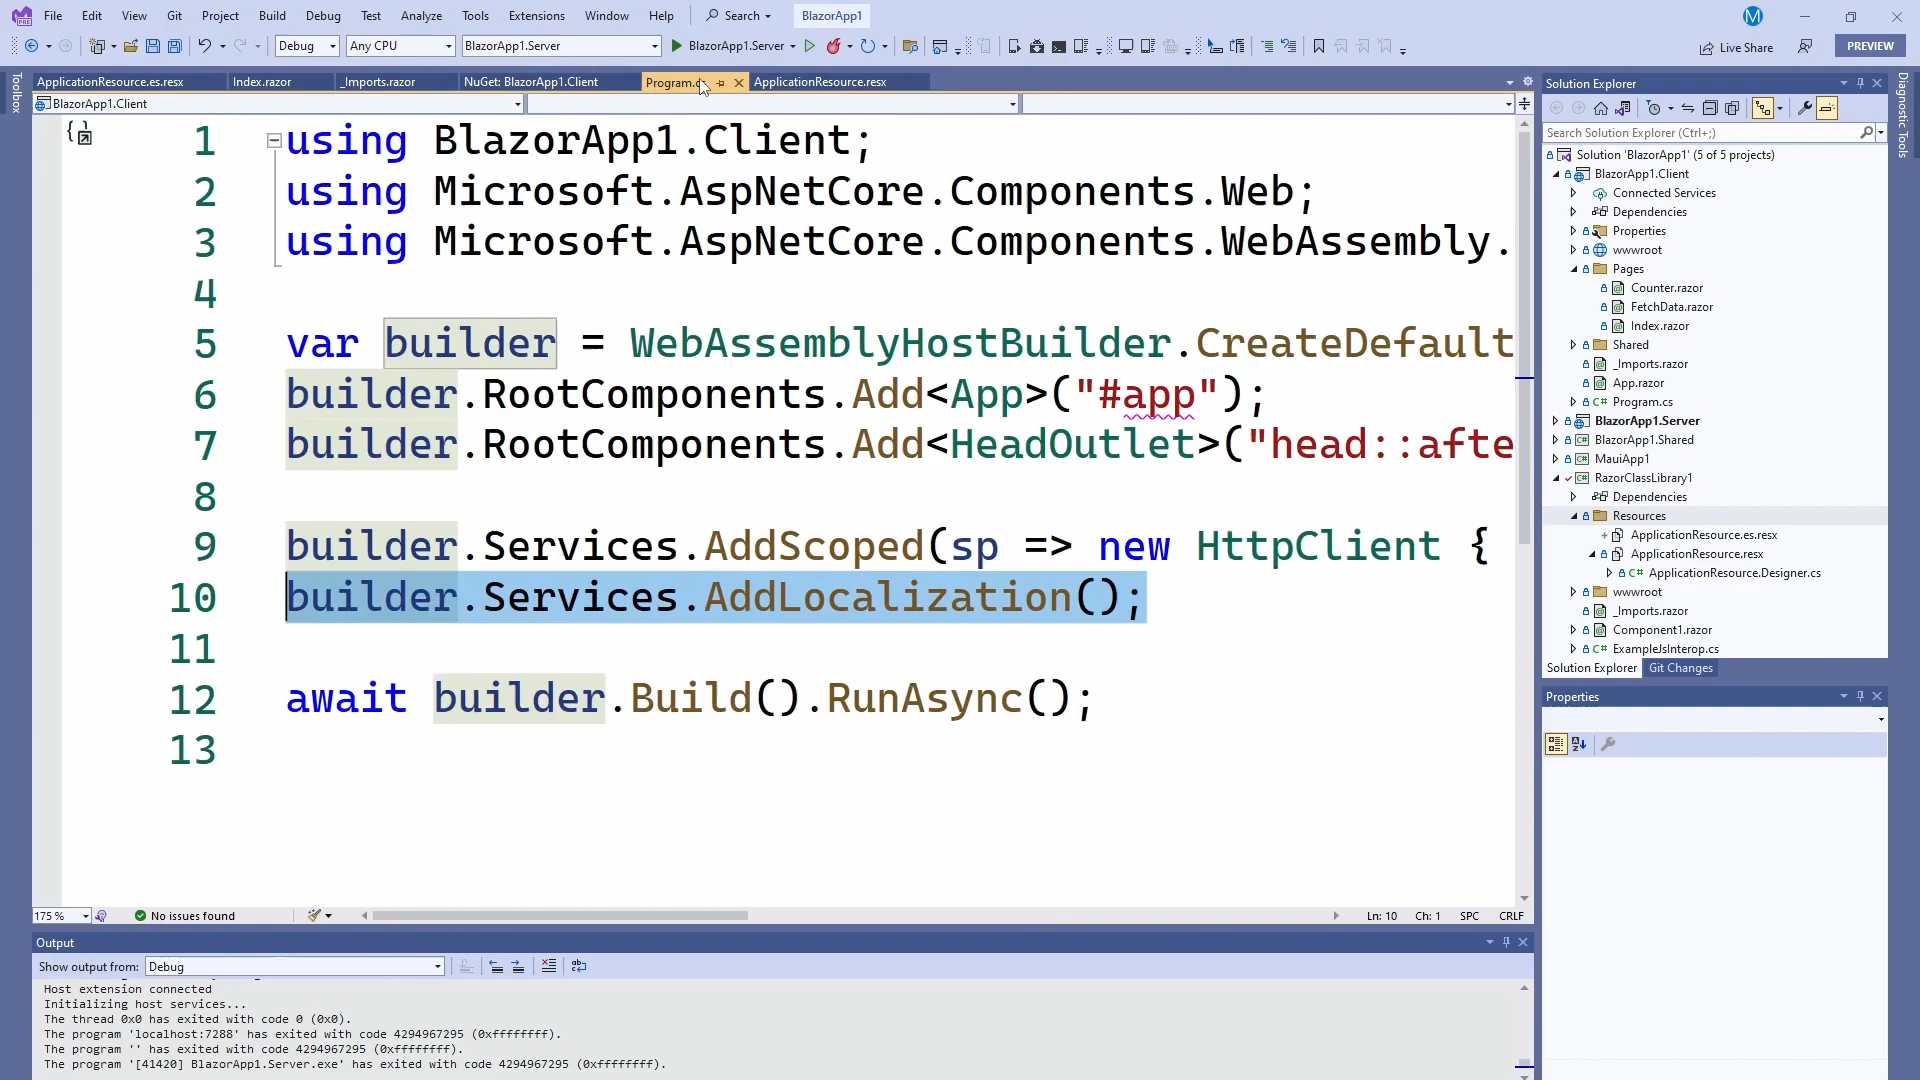 File Edit View Git Project Build Debug Test Analyze Tools Extensions Window Help Search BlazorApp1 M
Debug Any CPU BlazorApp1.Server BlazorApp1.Server Live Share PREVIEW
Toolbox
ApplicationResource.es.resx Index.razor _Imports.razor NuGet: BlazorApp1.Client Program.c ApplicationResource.resx
BlazorApp1.Client
1 using BlazorApp1.Client;
2 using Microsoft.AspNetCore.Components.Web;
3 using Microsoft.AspNetCore.Components.WebAssembly.
4
5 var builder = WebAssemblyHostBuilder.CreateDefault
6 builder.RootComponents.Add<App>("#app");
7 builder.RootComponents.Add<HeadOutlet>("head::afte
8
9 builder.Services.AddScoped(sp => new HttpClient {
10 builder.Services.AddLocalization();
11
12 await builder.Build().RunAsync();
13
175 % No issues found Ln: 10 Ch: 1 SPC CRLF
Output
Show output from: Debug
Host extension connected
Initializing host services...
The thread 0x0 has exited with code 0 (0x0).
The program 'localhost:7288' has exited with code 4294967295 (0xffffffff).
The program '' has exited with code 4294967295 (0xffffffff).
The program '[41420] BlazorApp1.Server.exe' has exited with code 4294967295 (0xffffffff).
Solution Explorer
Search Solution Explorer (Ctrl+;)
Solution 'BlazorApp1' (5 of 5 projects)
BlazorApp1.Client
Connected Services
Dependencies
Properties
wwwroot
Pages
Counter.razor
FetchData.razor
Index.razor
Shared
_Imports.razor
App.razor
C# Program.cs
BlazorApp1.Server
C# BlazorApp1.Shared
C# MauiApp1
RazorClassLibrary1
Dependencies
Resources
ApplicationResource.es.resx
ApplicationResource.resx
C# ApplicationResource.Designer.cs
wwwroot
_Imports.razor
Component1.razor
C# ExampleJsInterop.cs
Solution Explorer Git Changes
Properties
Diagnostic Tools